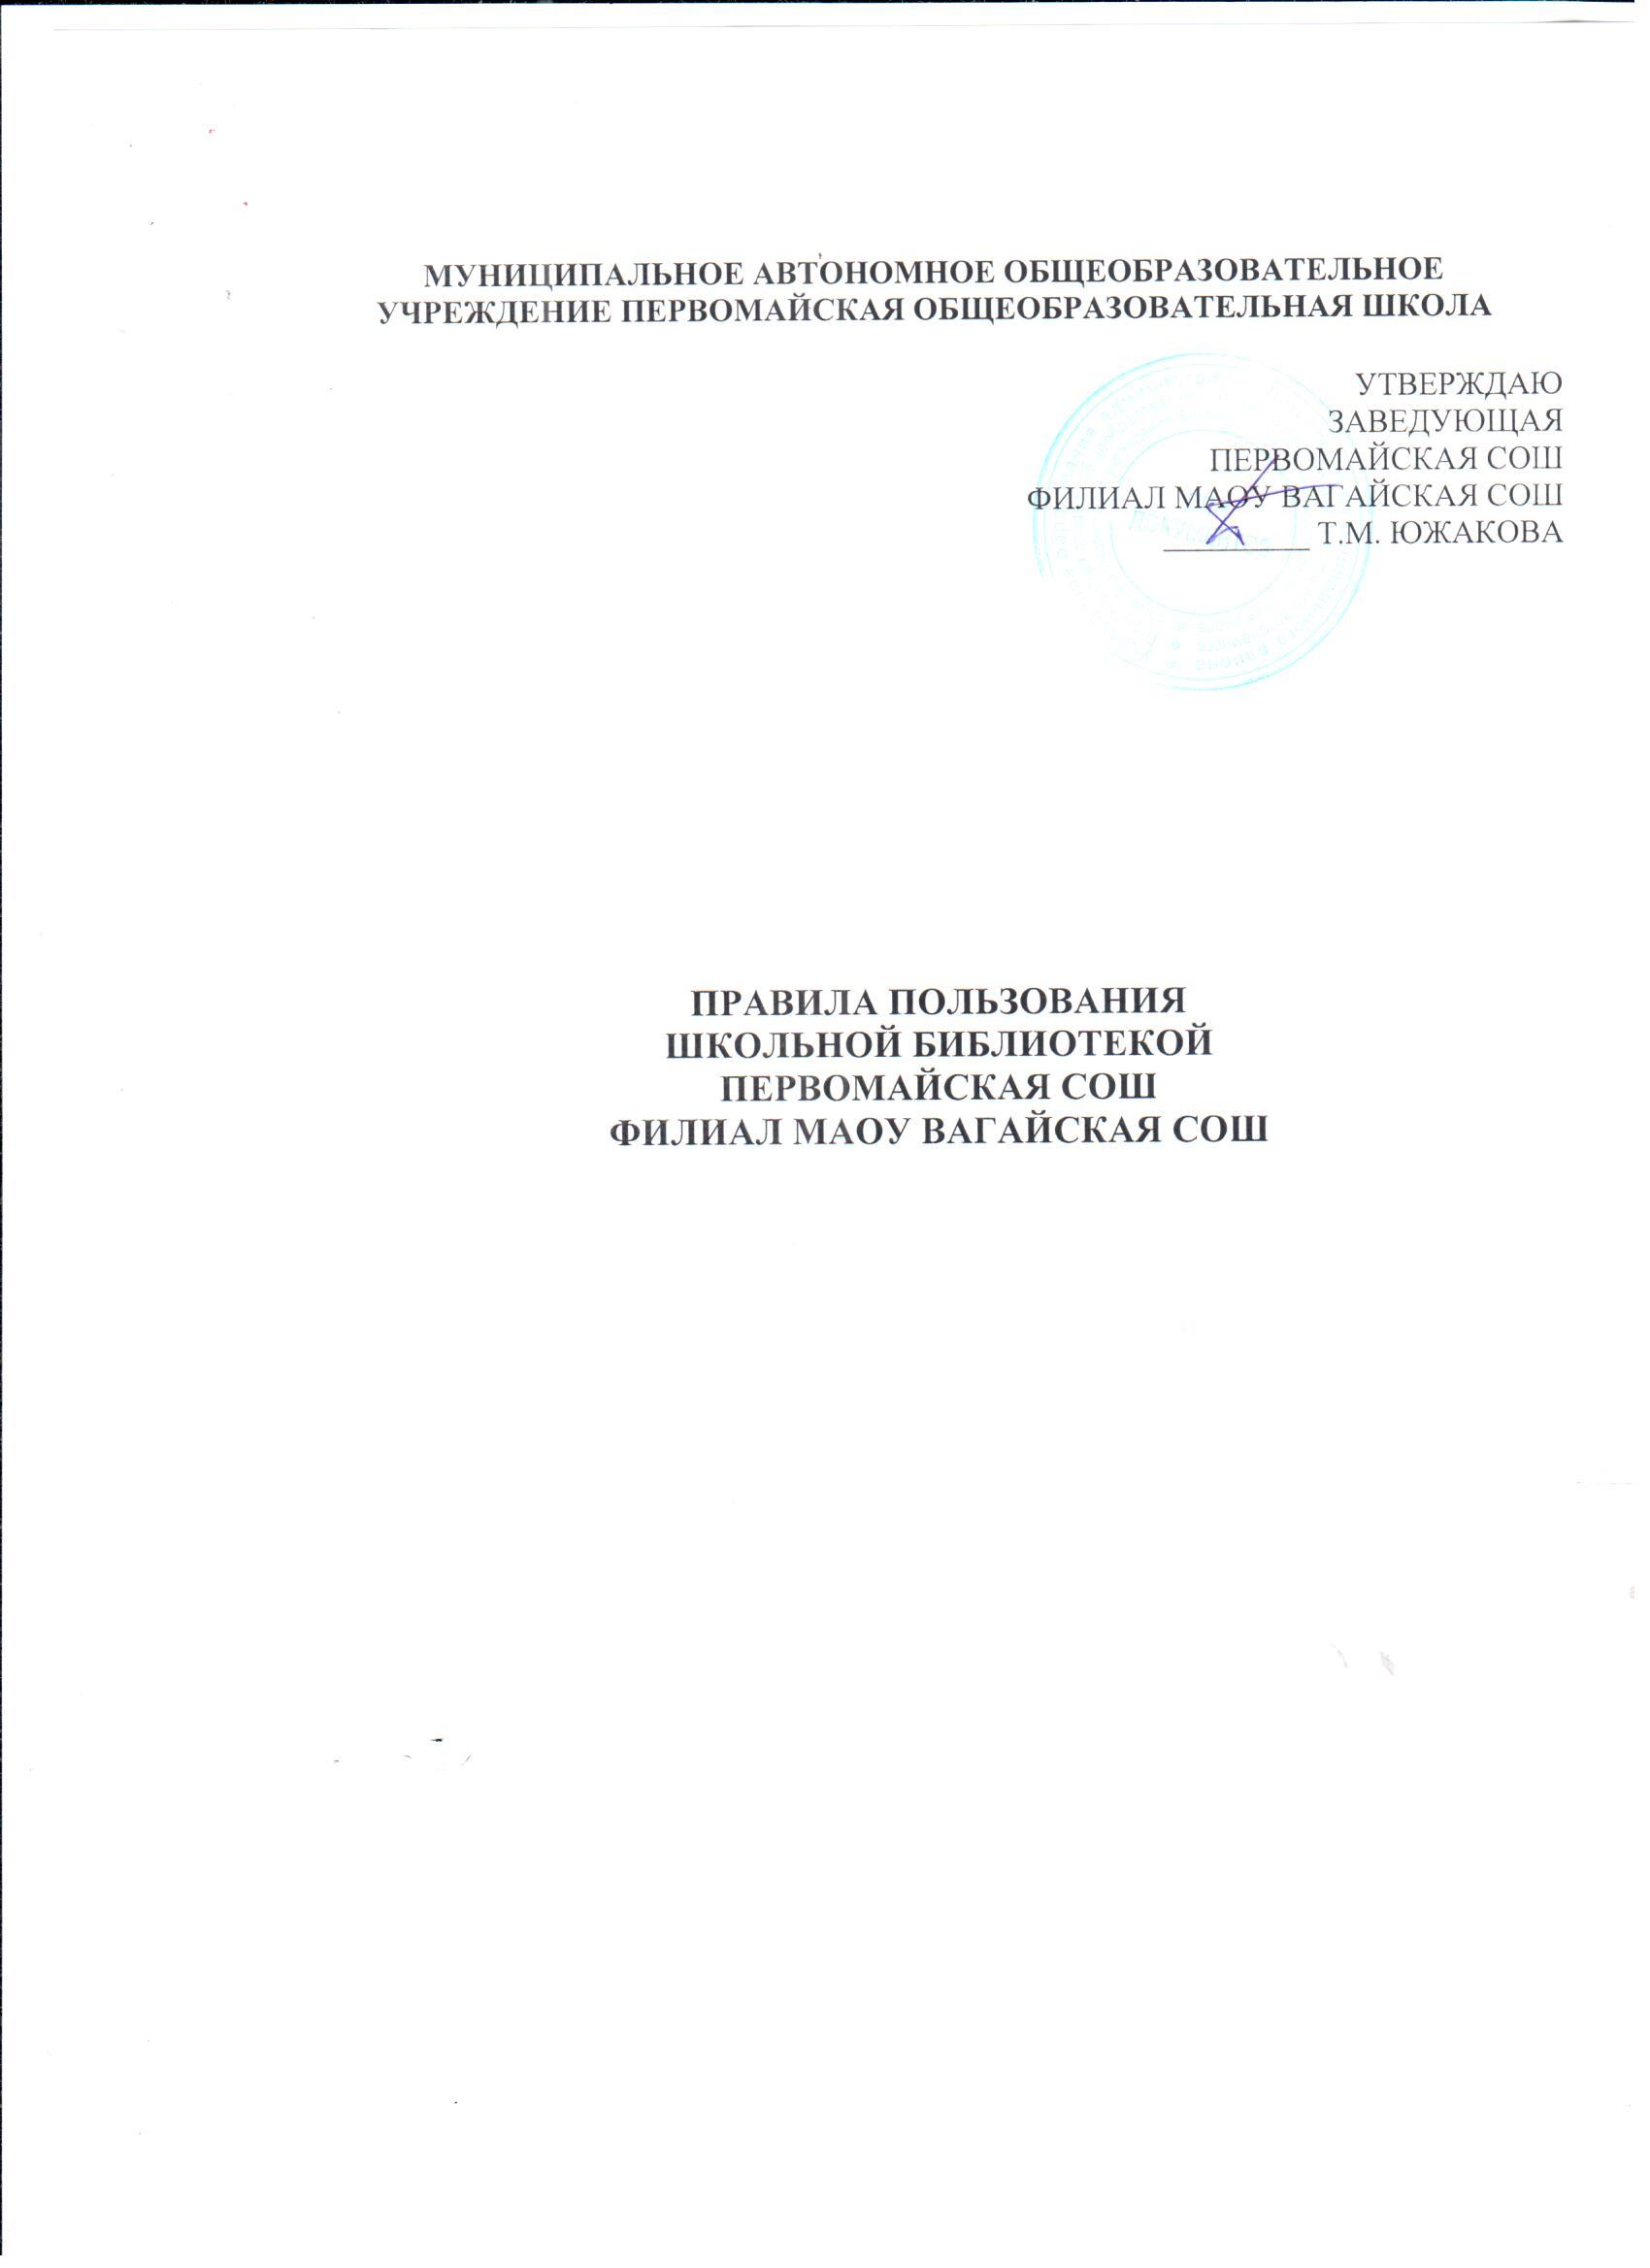 МУНИЦИПАЛЬНОЕ АВТОНОМНОЕ ОБЩЕОБРАЗОВАТЕЛЬНОЕ
УЧРЕЖДЕНИЕ ПЕРВОМАЙСКАЯ ОБЩЕОБРАЗОВАТЕЛЬНАЯ ШКОЛА
УТВЕРЖДАЮ
ЗАВЕДУЮЩАЯ
ПЕРВОМАЙСКАЯ СОШ
ФИЛИАЛ МАОУ ВАГАЙСКАЯ СОШ
Т.М. ЮЖАКОВА
ПРАВИЛА ПОЛЬЗОВАНИЯ
ШКОЛЬНОЙ БИБЛИОТЕКОЙ
ПЕРВОМАЙСКАЯ СОШ
ФИЛИАЛ МАОУ ВАГАЙСКАЯ СОШ